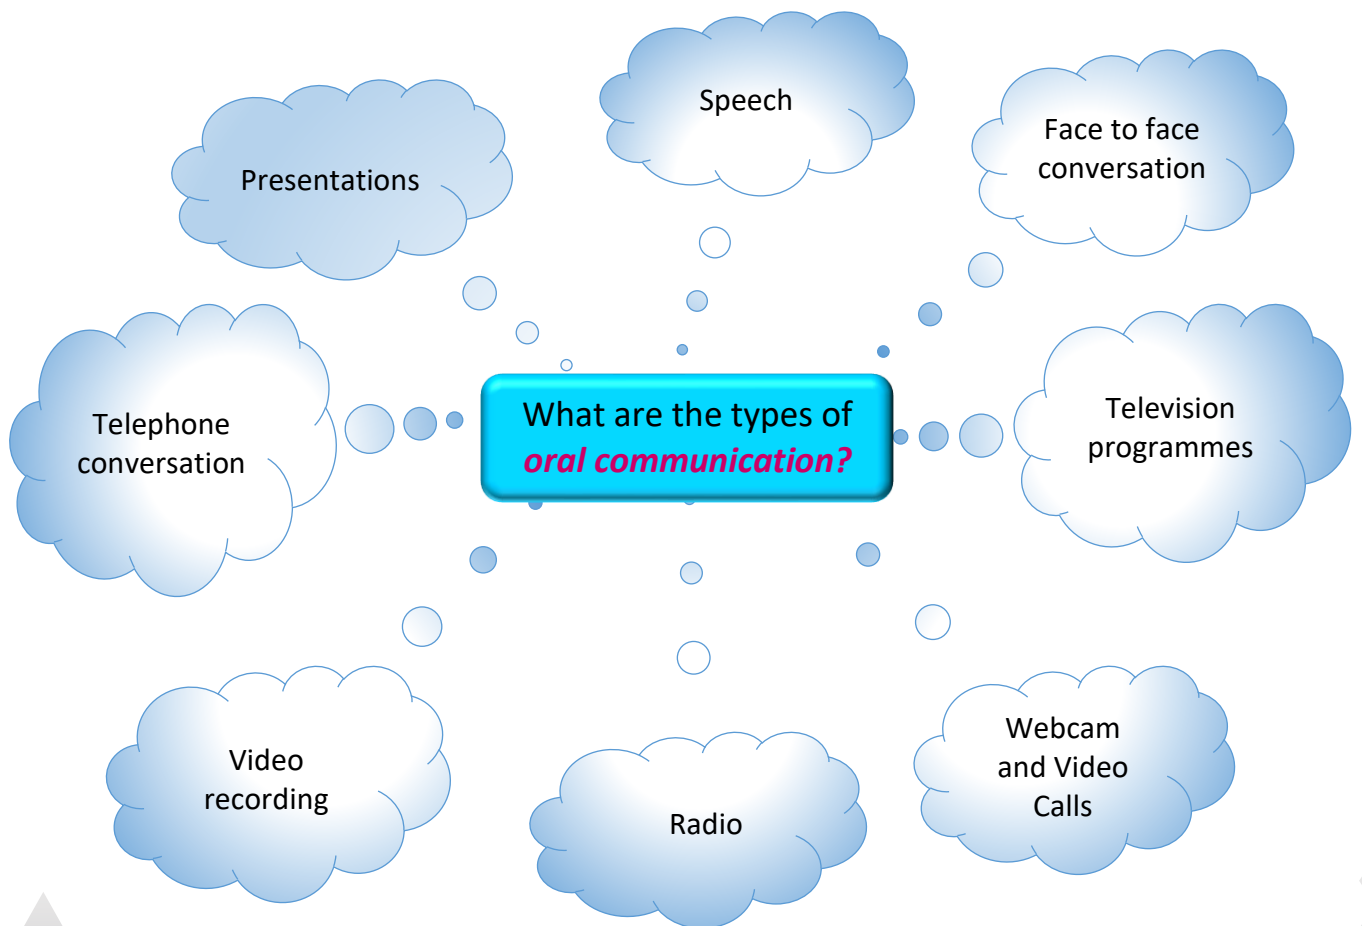 Speech
Face to face
conversation
Presentations
What are the types of
oral communication?
Television
programmes
Telephone
conversation
Video
recording
Radio
Webcam
and Video
Calls